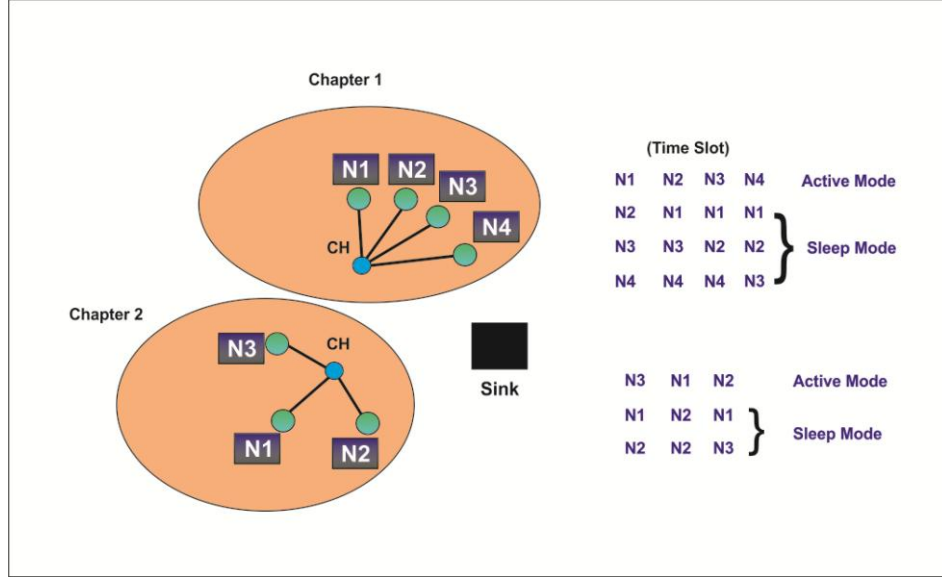 Chapter 1
N1 N2
N3
N4
CH
(Time Slot)
N1 N2 N3 N4 Active Mode
N2 N1 N1 N1
N3 N3 N2 N2 Sleep Mode
N4 N4 N4 N3
Chapter 2
N3
CH
N1
N2
Sink
N3 N1 N2 Active Mode
N1 N2 N1
Sleep Mode
N2 N2 N3